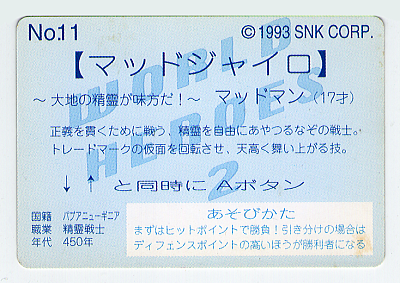 No.11
©1993 SNK CORP.
【マッドジャイロ】
～大地の精霊が味方だ！～ マッドマン（17才）
正義を貫くために戦う、精霊を自由にあやつるなぞの戦士。
トレードマークの仮面を回転させ、天高く舞い上がる技。
↓↑と同時にAボタン
国籍 パプアニューギニア
職業 精霊戦士
年代 450年
あそびかた
まずはヒットポイントで勝負！引き分けの場合は
ディフェンスポイントの高いほうが勝利者になる
WORLD
HEROES
2